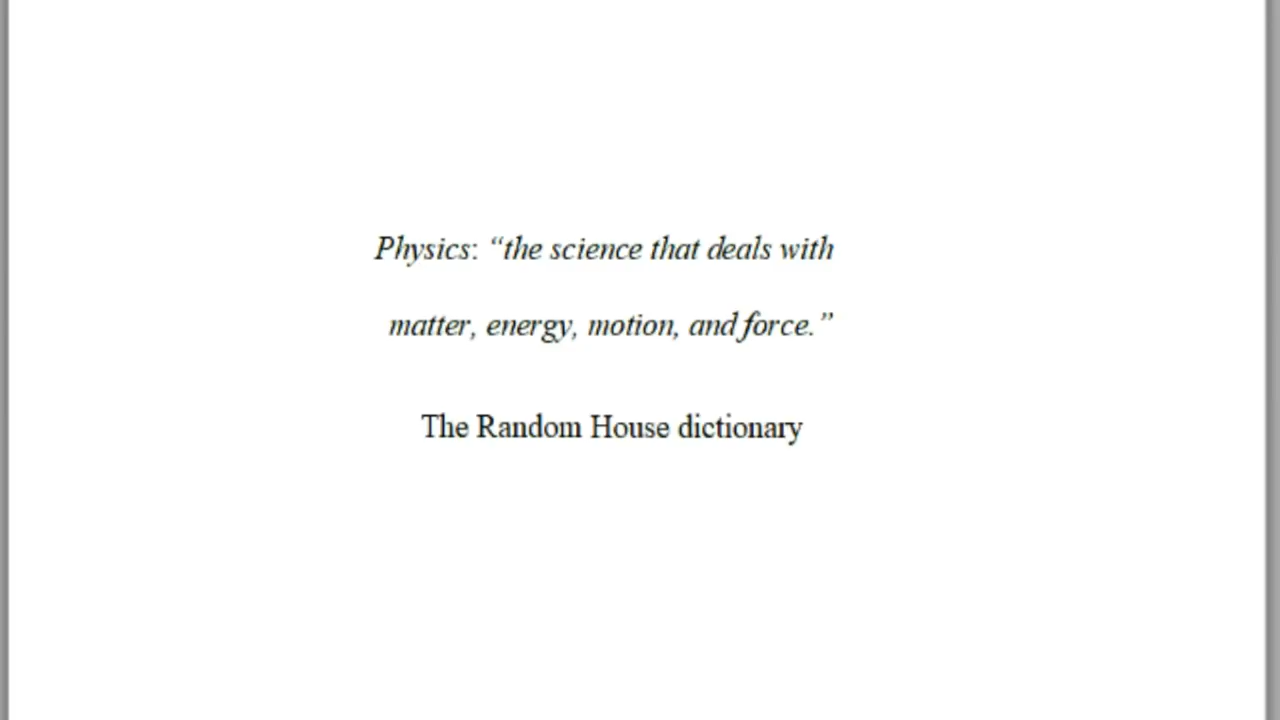 Physics: “the science that deals with
matter, energy, motion, and force.”
The Random House dictionary